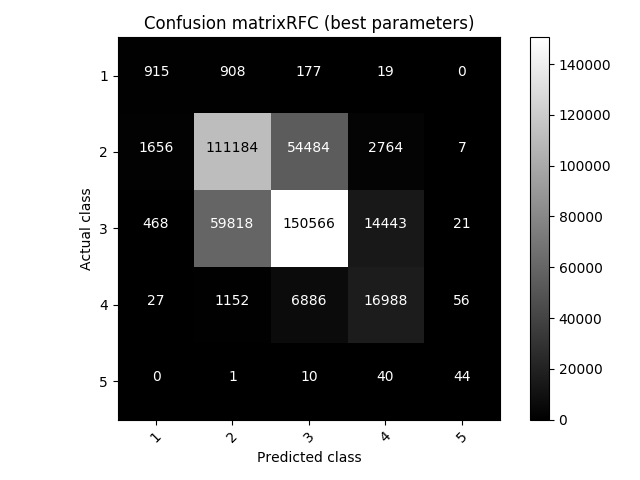 Confusion matrixRFC (best parameters)
1 915 908 177 19 0
2 1656 111184 54484 2764 7
3 468 59818 150566 14443 21
4 27 1152 6886 16988 56
5 0 1 10 40 44
1 2 3 4 5
Actual class
Predicted class
140000
120000
100000
80000
60000
40000
20000
0